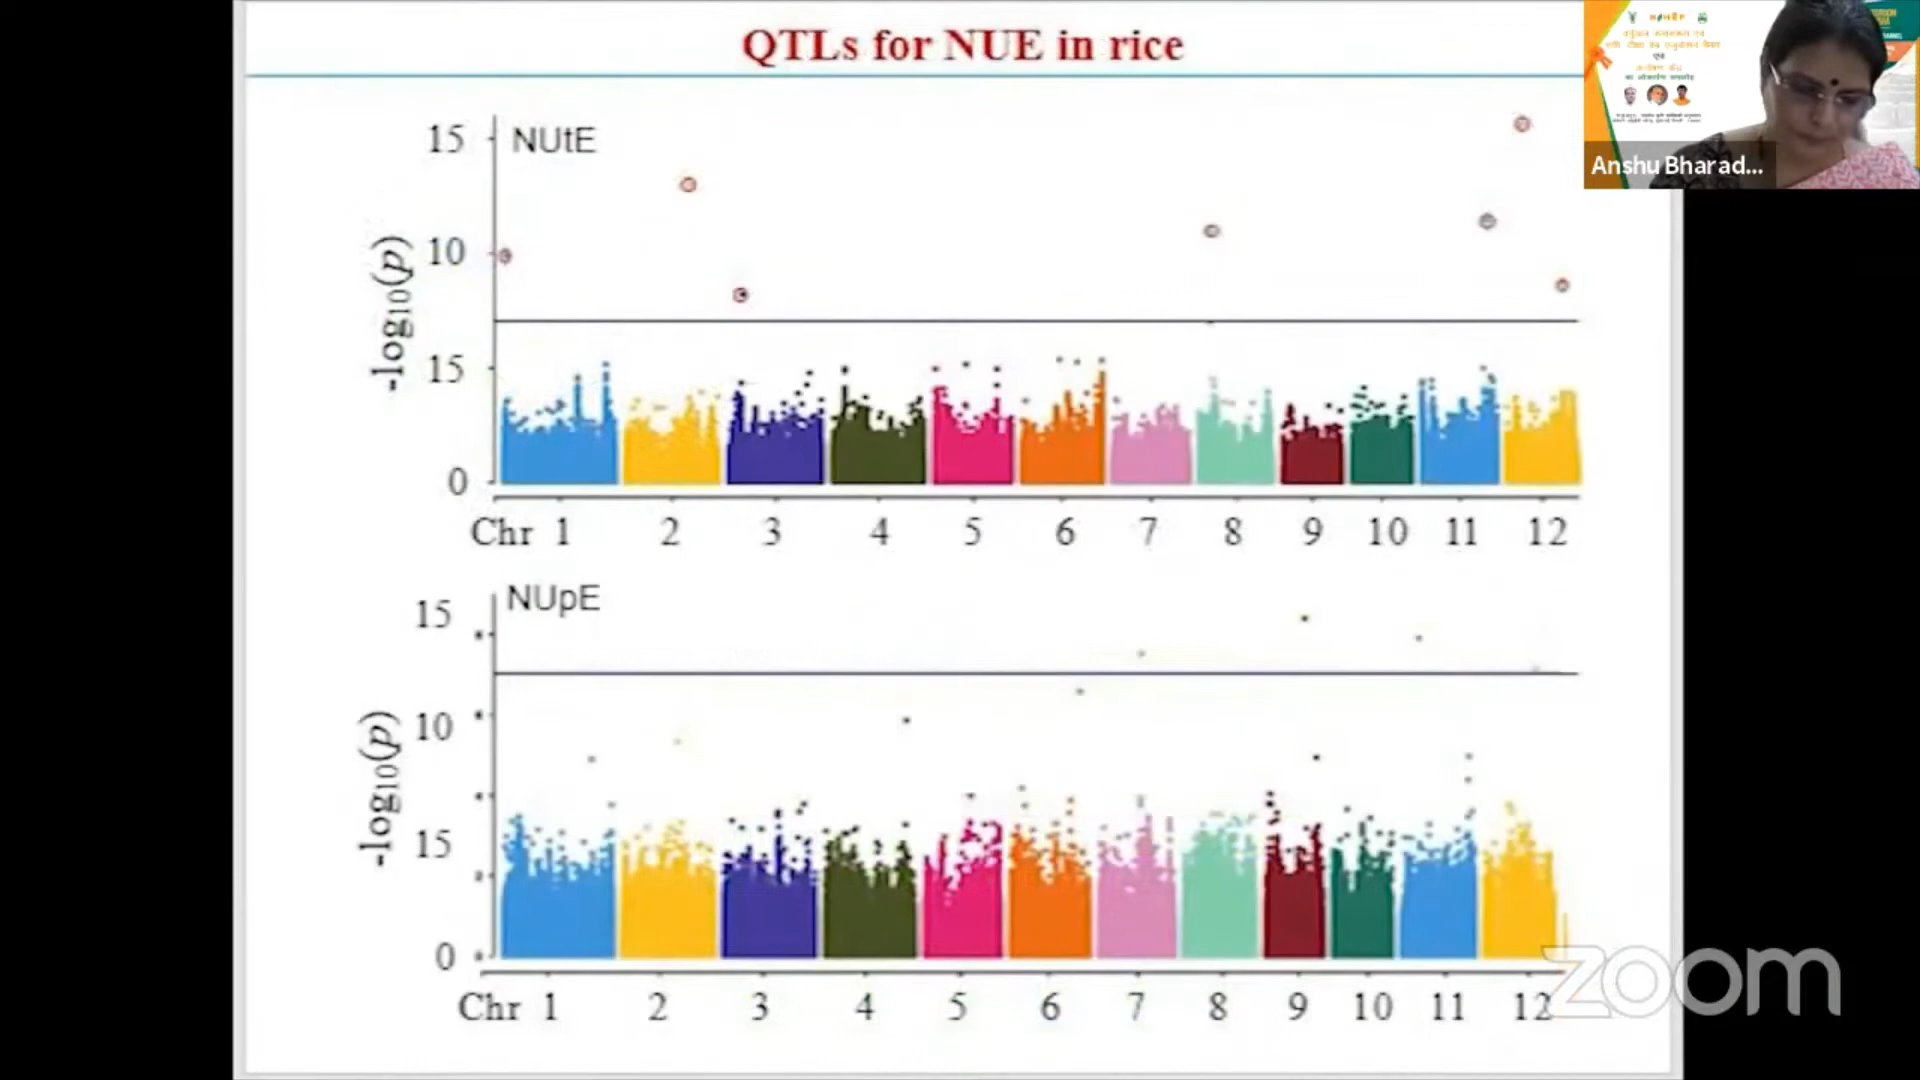 QTLs for NUE in rice
NUtE
15
10
15
0
-log10(p)
Chr 1 2 3 4 5 6 7 8 9 10 11 12
NUpE
15
10
15
0
-log10(p)
Chr 1 2 3 4 5 6 7 8 9 10 11 12
Anshu Bharad...
एवं
zoom